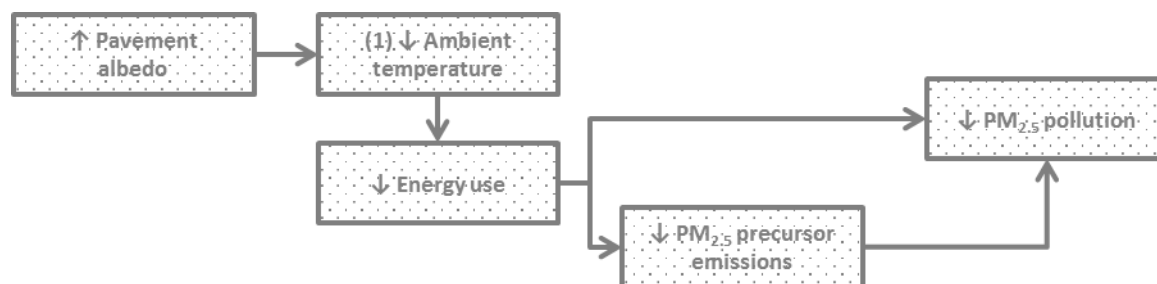 ↑ Pavement
albedo
(1) ↓ Ambient
temperature
↓ PM2.5 pollution
↓ Energy use
↓ PM2.5 precursor
emissions